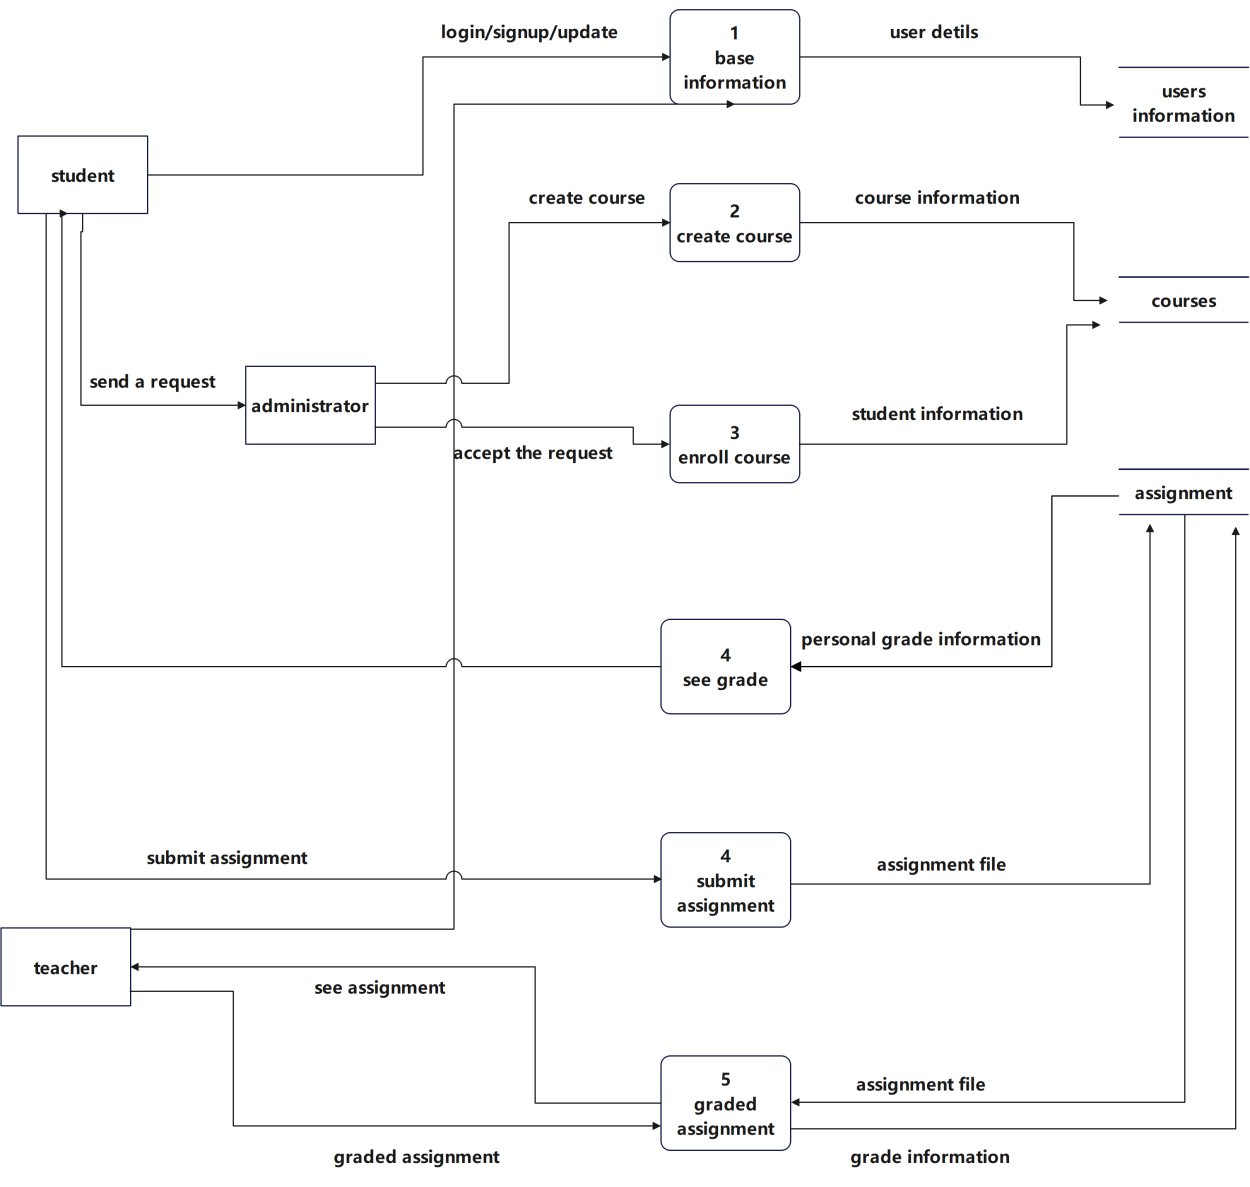 login/signup/update
1
base
information
user detils
users
information
student
create course
2
create course
course information
courses
send a request
administrator
accept the request
3
enroll course
student information
assignment
personal grade information
4
see grade
submit assignment
4
submit
assignment
assignment file
teacher
see assignment
5
graded
assignment
assignment file
graded assignment
grade information